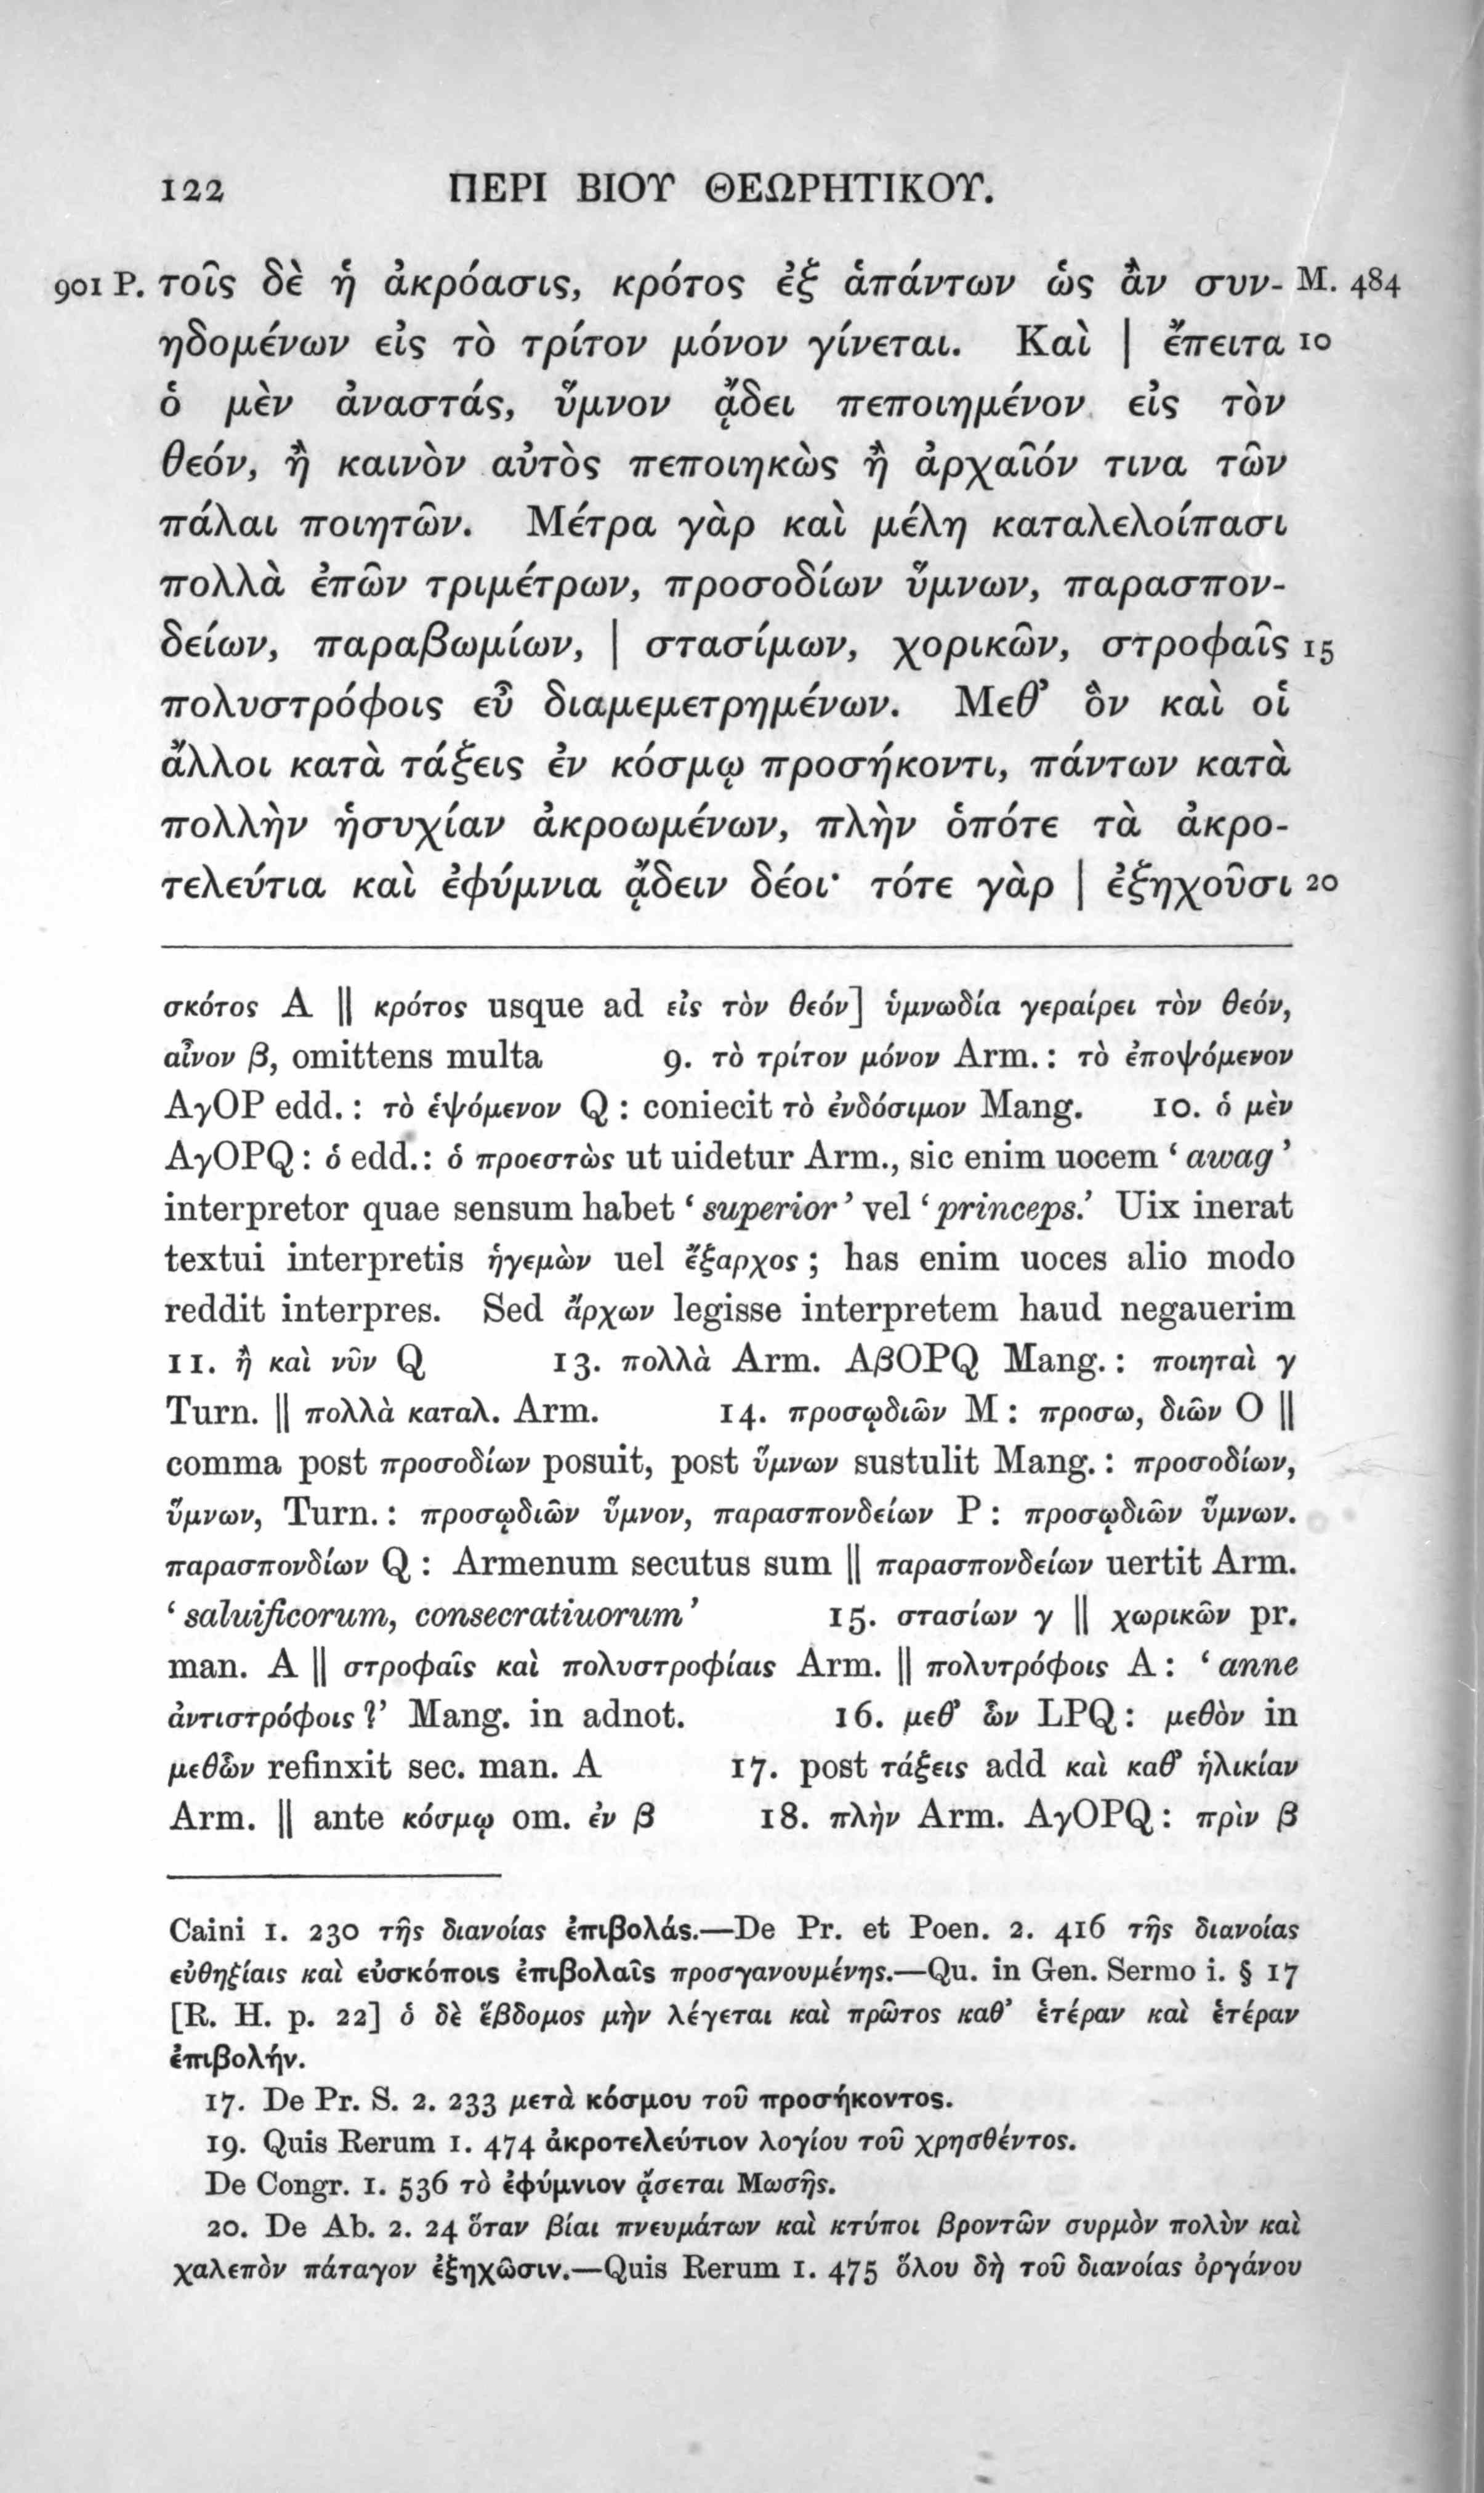 122 ΠΕΡΙ ΒΙΟΥ ΘΕΩΡΗΤΙΚΟΥ.
901 P. τοῖς δὲ ἡ ἀκρόασις, κρότος ἐξ ἁπάντων ὡς ἂν συν- M. 484
ηδομένων εἰς τὸ τρίτον μόνον γίνεται. Καὶ | ἔπειτα 10
ὁ μὲν ἀναστάς, ὕμνον ᾄδει πεποιημένον εἰς τὸν
θεόν, ἢ καινὸν αὐτὸς πεποιηκὼς ἢ ἀρχαῖόν τινα τῶν
πάλαι ποιητῶν. Μέτρα γὰρ καὶ μέλη καταλελοίπασι
πολλὰ ἐπῶν τριμέτρων, προσοδίων ὕμνων, παρασπον-
δείων, παραβωμίων, | στασίμων, χορικῶν, στροφαῖς 15
πολυστρόφοις εὖ διαμεμετρημένων. Μεθ’ ὃν καὶ οἱ
ἄλλοι κατὰ τάξεις ἐν κόσμῳ προσήκοντι, πάντων κατὰ
πολλὴν ἡσυχίαν ἀκροωμένων, πλὴν ὁπότε τὰ ἀκρο-
τελεύτια καὶ ἐφύμνια ᾄδειν δέοι· τότε γὰρ | ἐξηχοῦσι 20
σκότος A || κρότος usque ad εἰς τὸν θεόν] ὑμνωδία γεραίρει τὸν θεόν,
αἶνον β, omittens multa 9. τὸ τρίτον μόνον Arm. : τὸ ἐποψόμενον
AγOP edd. : τὸ ἑψόμενον Q : coniecit τὸ ἐνδόσιμον Mang. 10. ὁ μὲν
AγOPQ : ὁ edd.: ὁ προεστὼς ut uidetur Arm., sic enim uocem ‘awag’
interpretor quae sensum habet ‘superior’ vel ‘princeps.’ Uix inerat
textui interpretis ἡγεμὼν uel ἔξαρχος ; has enim uoces alio modo
reddit interpres. Sed ἄρχων legisse interpretem haud negauerim
11. ἢ καὶ νῦν Q 13. πολλὰ Arm. AβOPQ Mang. : ποιηταὶ γ
Turn. || πολλὰ καταλ. Arm. 14. προσῳδιῶν M : προσω, διῶν O ||
comma post προσοδίων posuit, post ὕμνων sustulit Mang. : προσοδίων,
ὕμνων, Turn. : προσῳδιῶν ὕμνον, παρασπονδείων P : προσῳδιῶν ὕμνων.
παρασπονδίων Q : Armenum secutus sum || παρασπονδείων uertit Arm.
‘saluificorum, consecratiuorum’ 15. στασίων γ || χωρικῶν pr.
man. A || στροφαῖς καὶ πολυστροφίαις Arm. || πολυτρόφοις A : ‘anne
ἀντιστρόφοις ?’ Mang. in adnot. 16. μεθ’ ὧν LPQ : μεθὸν in
μεθὧν refinxit sec. man. A 17. post τάξεις add καὶ καθ’ ἡλικίαν
Arm. || ante κόσμῳ om. ἐν β 18. πλὴν Arm. AγOPQ : πρὶν β
Caini 1. 230 τῆς διανοίας ἐπιβολάς.—De Pr. et Poen. 2. 416 τῆς διανοίας
εὐθηξίαις καὶ εὐσκόποις ἐπιβολαῖς προσγανουμένης.—Qu. in Gen. Sermo i. § 17
[R. H. p. 22] ὁ δὲ ἕβδομος μὴν λέγεται καὶ πρῶτος καθ’ ἑτέραν καὶ ἑτέραν
ἐπιβολήν.
17. De Pr. S. 2. 233 μετὰ κόσμου τοῦ προσήκοντος.
19. Quis Rerum 1. 474 ἀκροτελεύτιον λογίου τοῦ χρησθέντος.
De Congr. 1. 536 τὸ ἐφύμνιον ᾄσεται Μωσῆς.
20. De Ab. 2. 24 ὅταν βίαι πνευμάτων καὶ κτύποι βροντῶν συρμὸν πολὺν καὶ
χαλεπὸν πάταγον ἐξηχῶσιν.—Quis Rerum 1. 475 ὅλου δὴ τοῦ διανοίας ὀργάνου